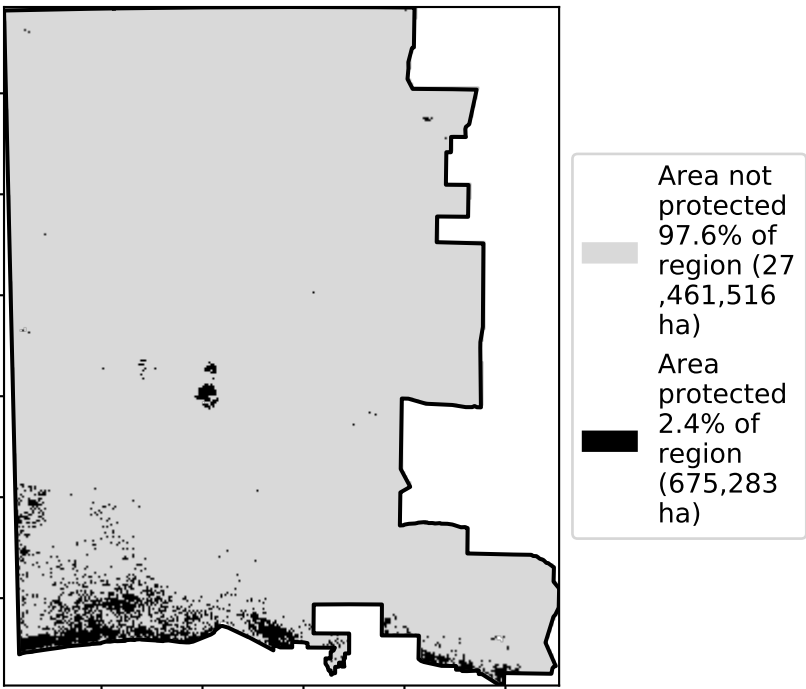 Area not
protected
97.6% of
region (27
,461,516
ha)
Area
protected
2.4% of
region
(675,283
ha)